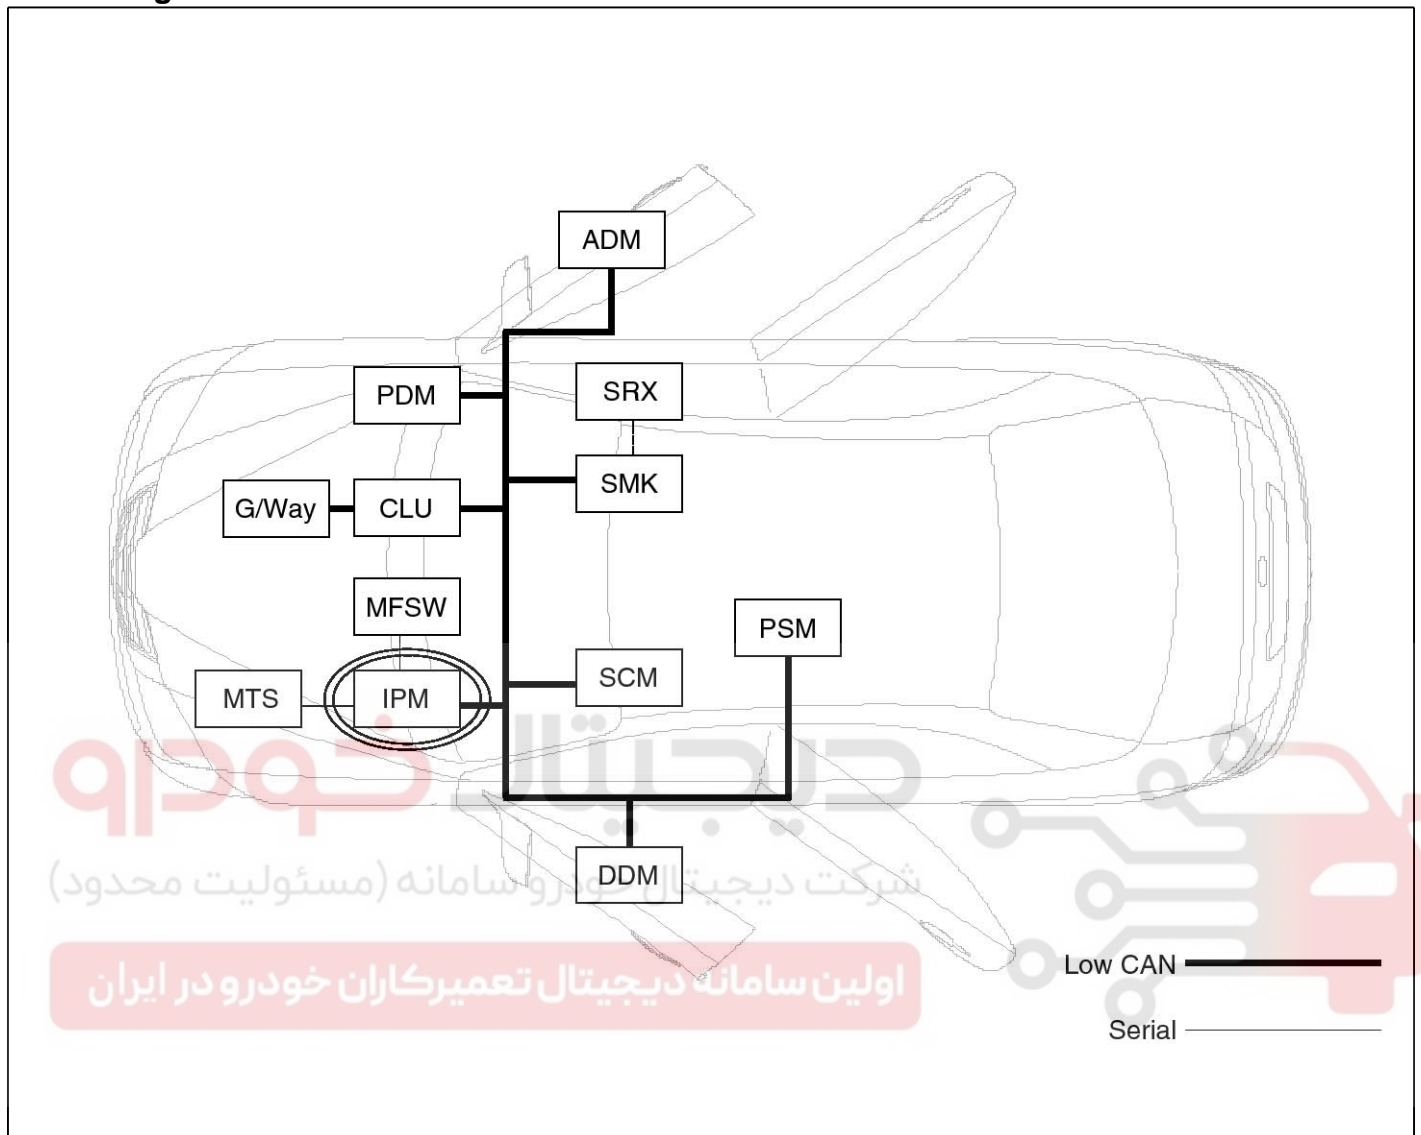 ADM
PDM
SRX
SMK
G/Way
CLU
MFSW
PSM
SCM
MTS
IPM
دیجیتال خودرو
DDM
شرکت دیجیتال خودرو سامانه (مسئولیت محدود)
اولین سامانه دیجیتال تعمیرکاران خودرو در ایران
Low CAN
Serial